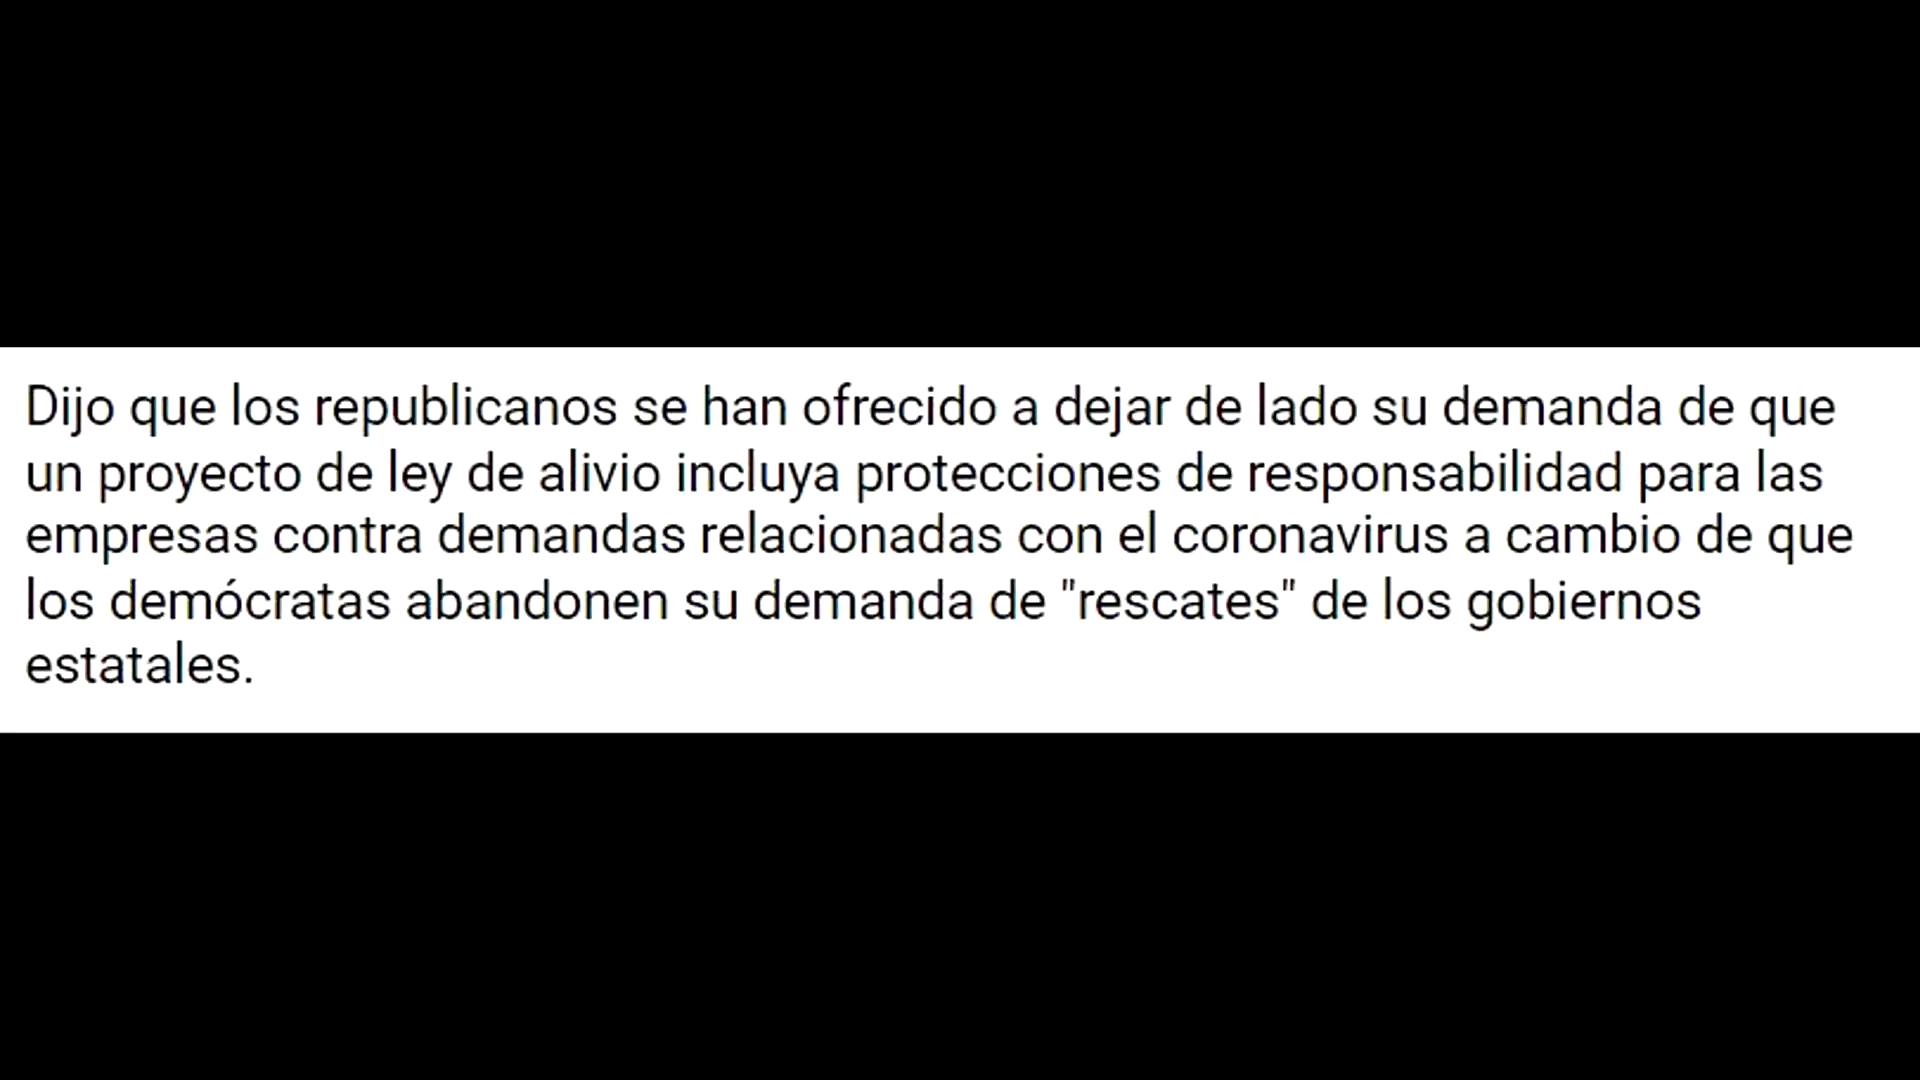 Dijo que los republicanos se han ofrecido a dejar de lado su demanda de que
un proyecto de ley de alivio incluya protecciones de responsabilidad para las
empresas contra demandas relacionadas con el coronavirus a cambio de que
los demócratas abandonen su demanda de "rescates" de los gobiernos
estatales.